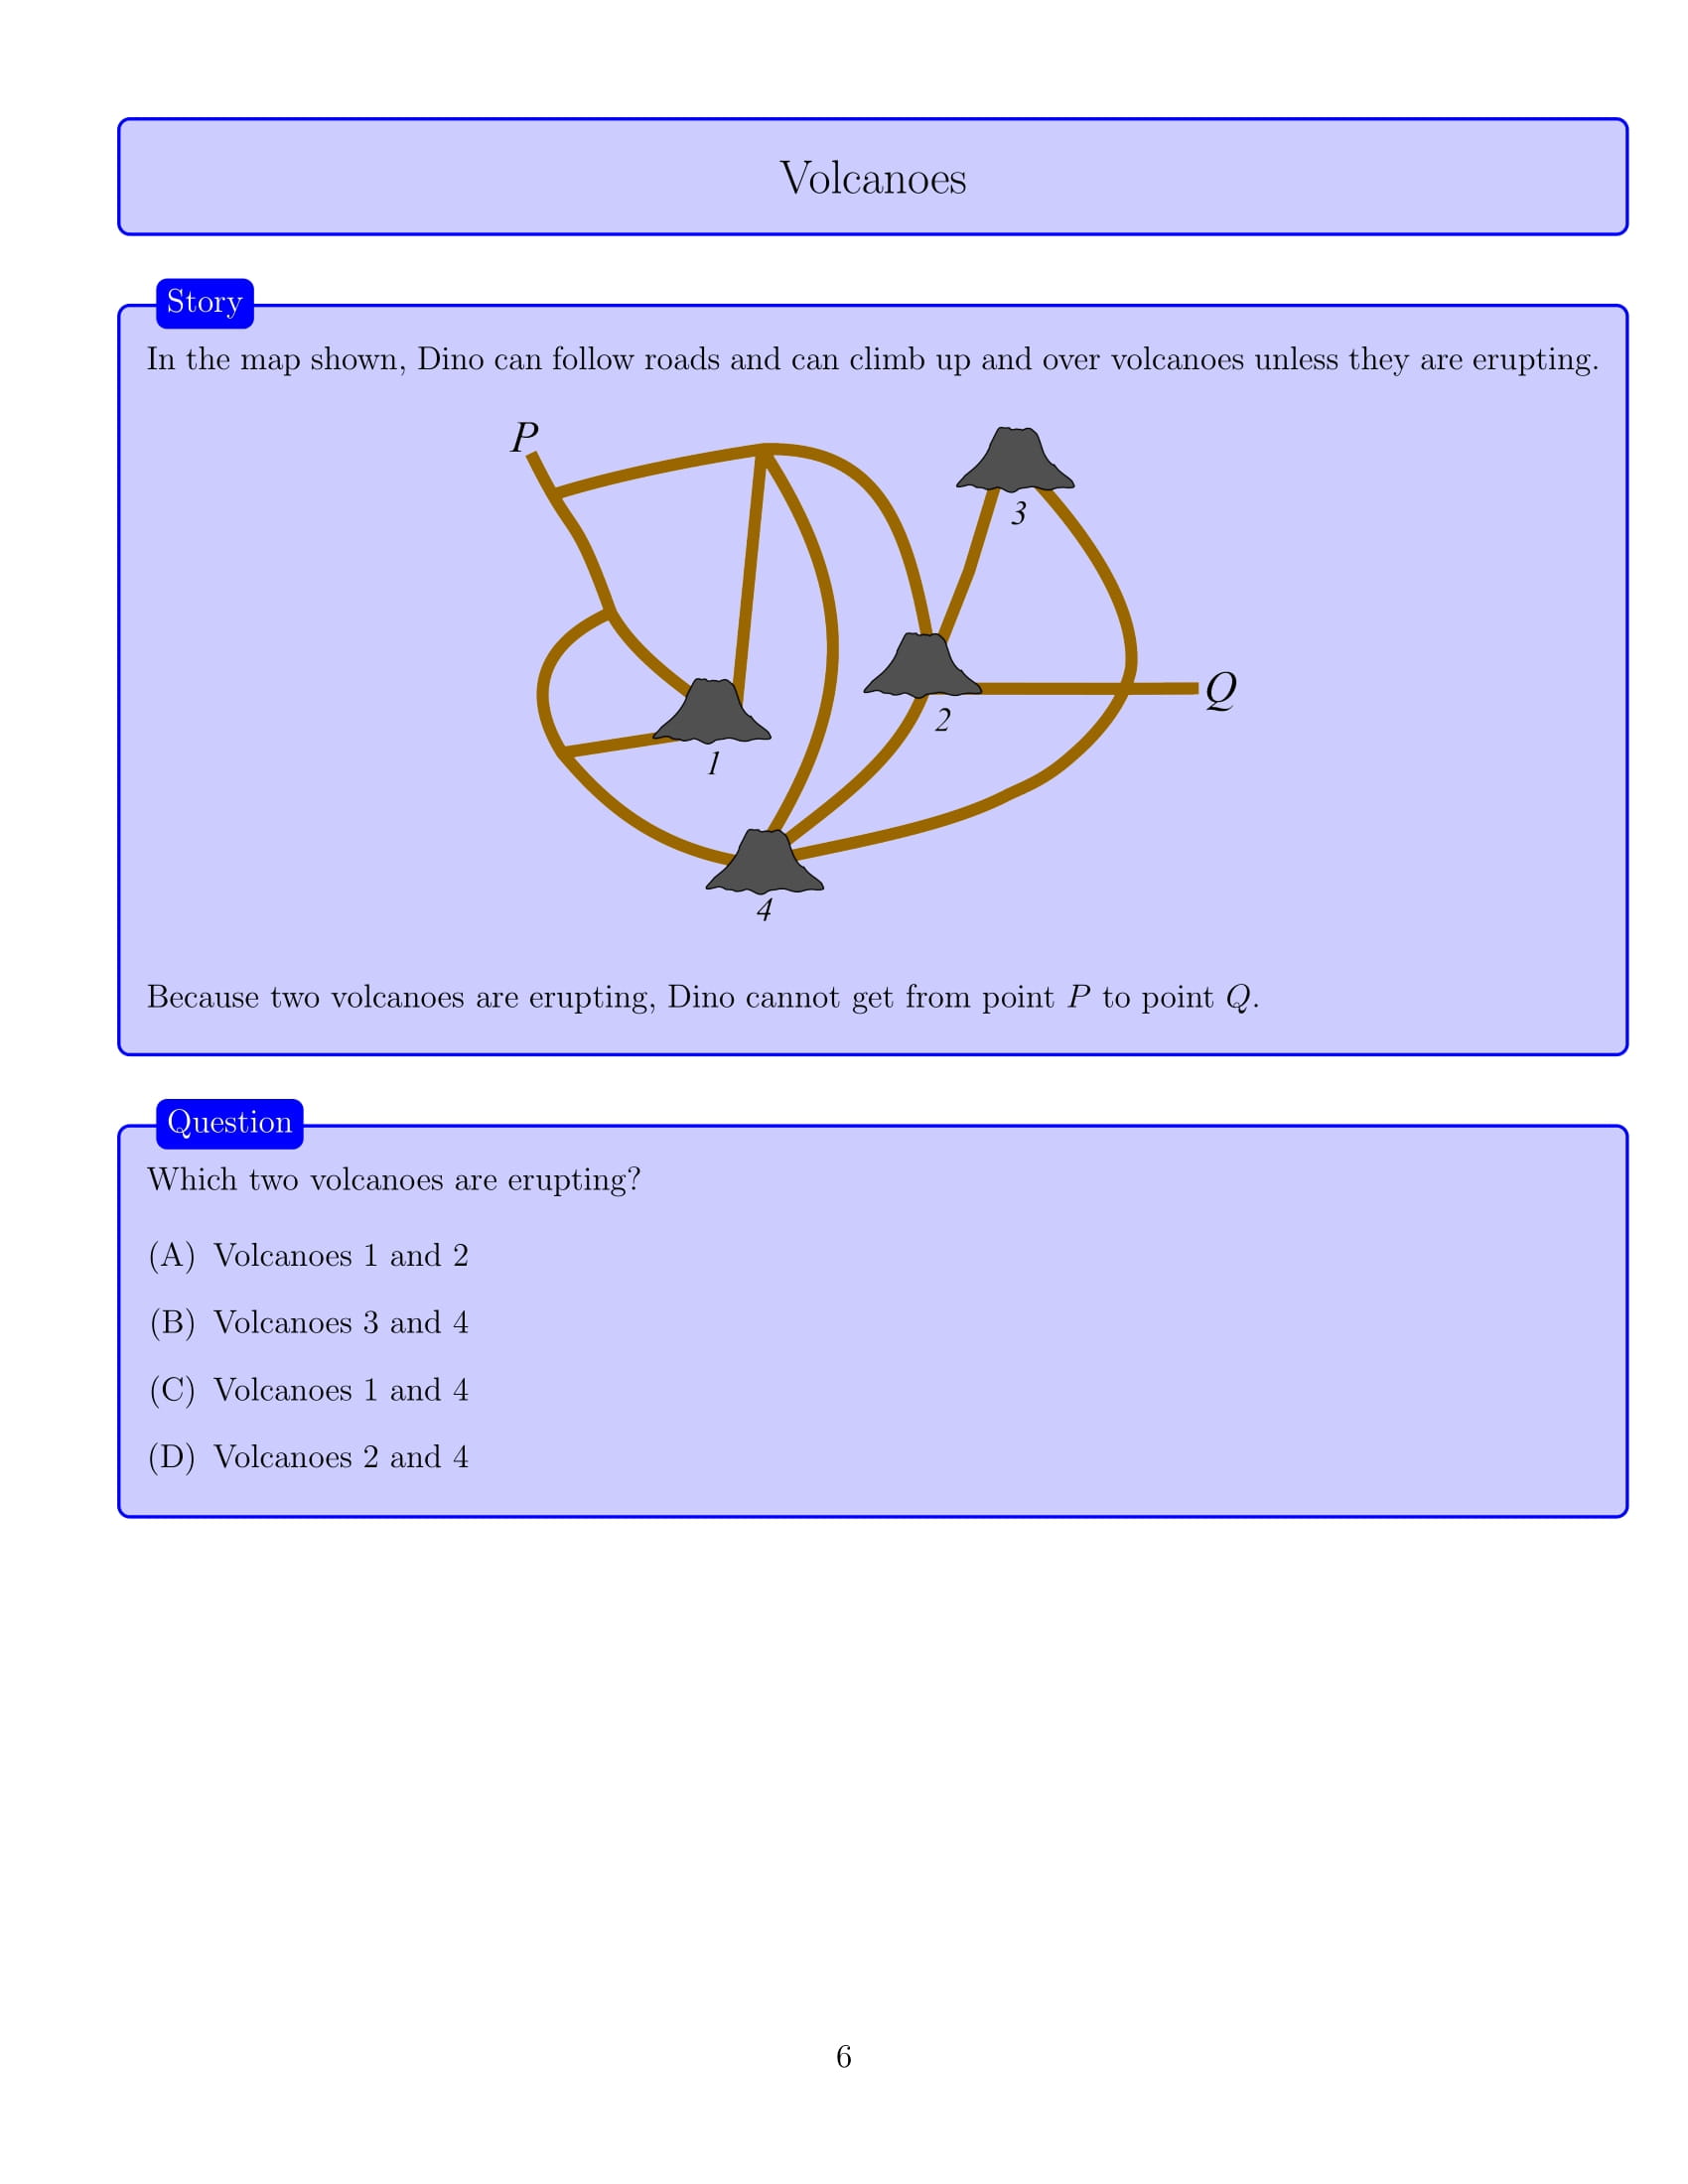 Volcanoes
Story
In the map shown, Dino can follow roads and can climb up and over volcanoes unless they are erupting.
P
3
Q
2
1
4
Because two volcanoes are erupting, Dino cannot get from point P to point Q.
Question
Which two volcanoes are erupting?
(A) Volcanoes 1 and 2
(B) Volcanoes 3 and 4
(C) Volcanoes 1 and 4
(D) Volcanoes 2 and 4
6